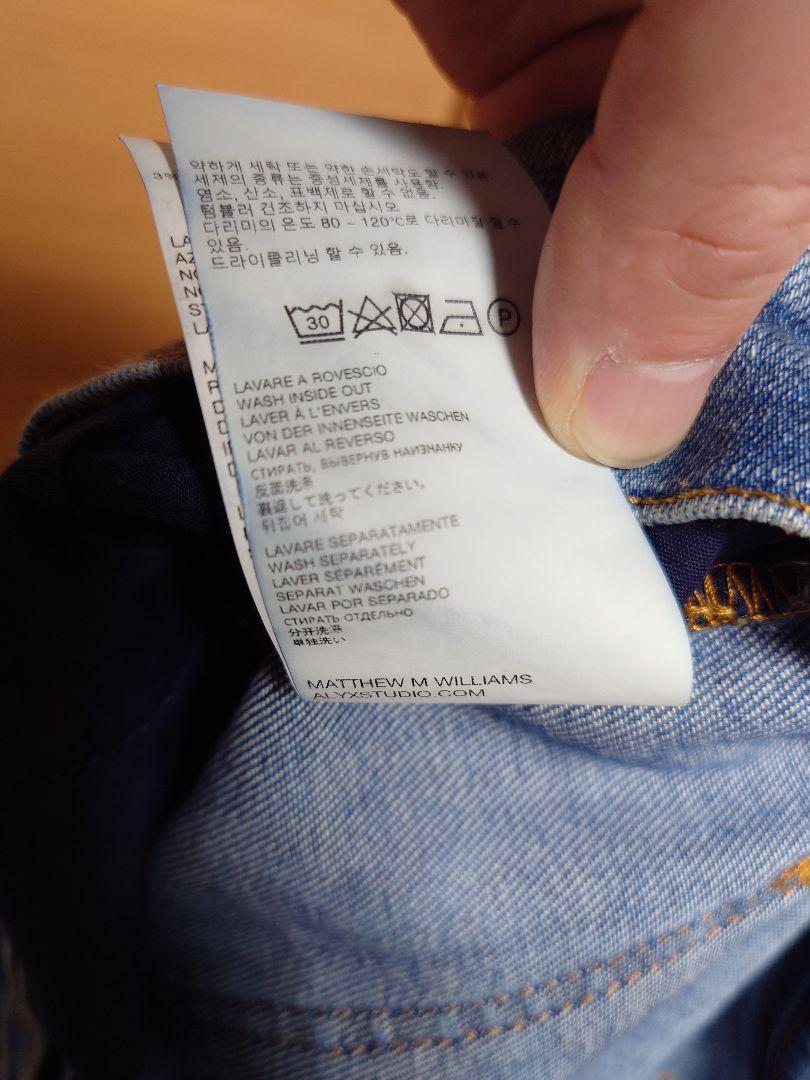 3%
약하게 세탁 또는 약한 손세탁도 할 수 있음.
세제의 종류는 중성세제를 사용함.
염소, 산소, 표백제로 할 수 없음.
텀블러 건조하지 마십시오
다리미의 온도 80 ~ 120℃로 다리미질 할 수
있음.
드라이클리닝 할 수 있음.
30
P
LAVARE A ROVESCIO
WASH INSIDE OUT
LAVER À L'ENVERS
VON DER INNENSEITE WASCHEN
LAVAR AL REVERSO
СТИРАТЬ, ВЫВЕРНУВ НАИЗНАНКУ
反面洗涤
裏返して洗ってください。
뒤집어 세탁
LAVARE SEPARATAMENTE
WASH SEPARATELY
LAVER SÉPARÉMENT
SEPARAT WASCHEN
LAVAR POR SEPARADO
СТИРАТЬ ОТДЕЛЬНО
分开洗涤
単独洗い
MATTHEW M WILLIAMS
ALYXSTUDIO.COM